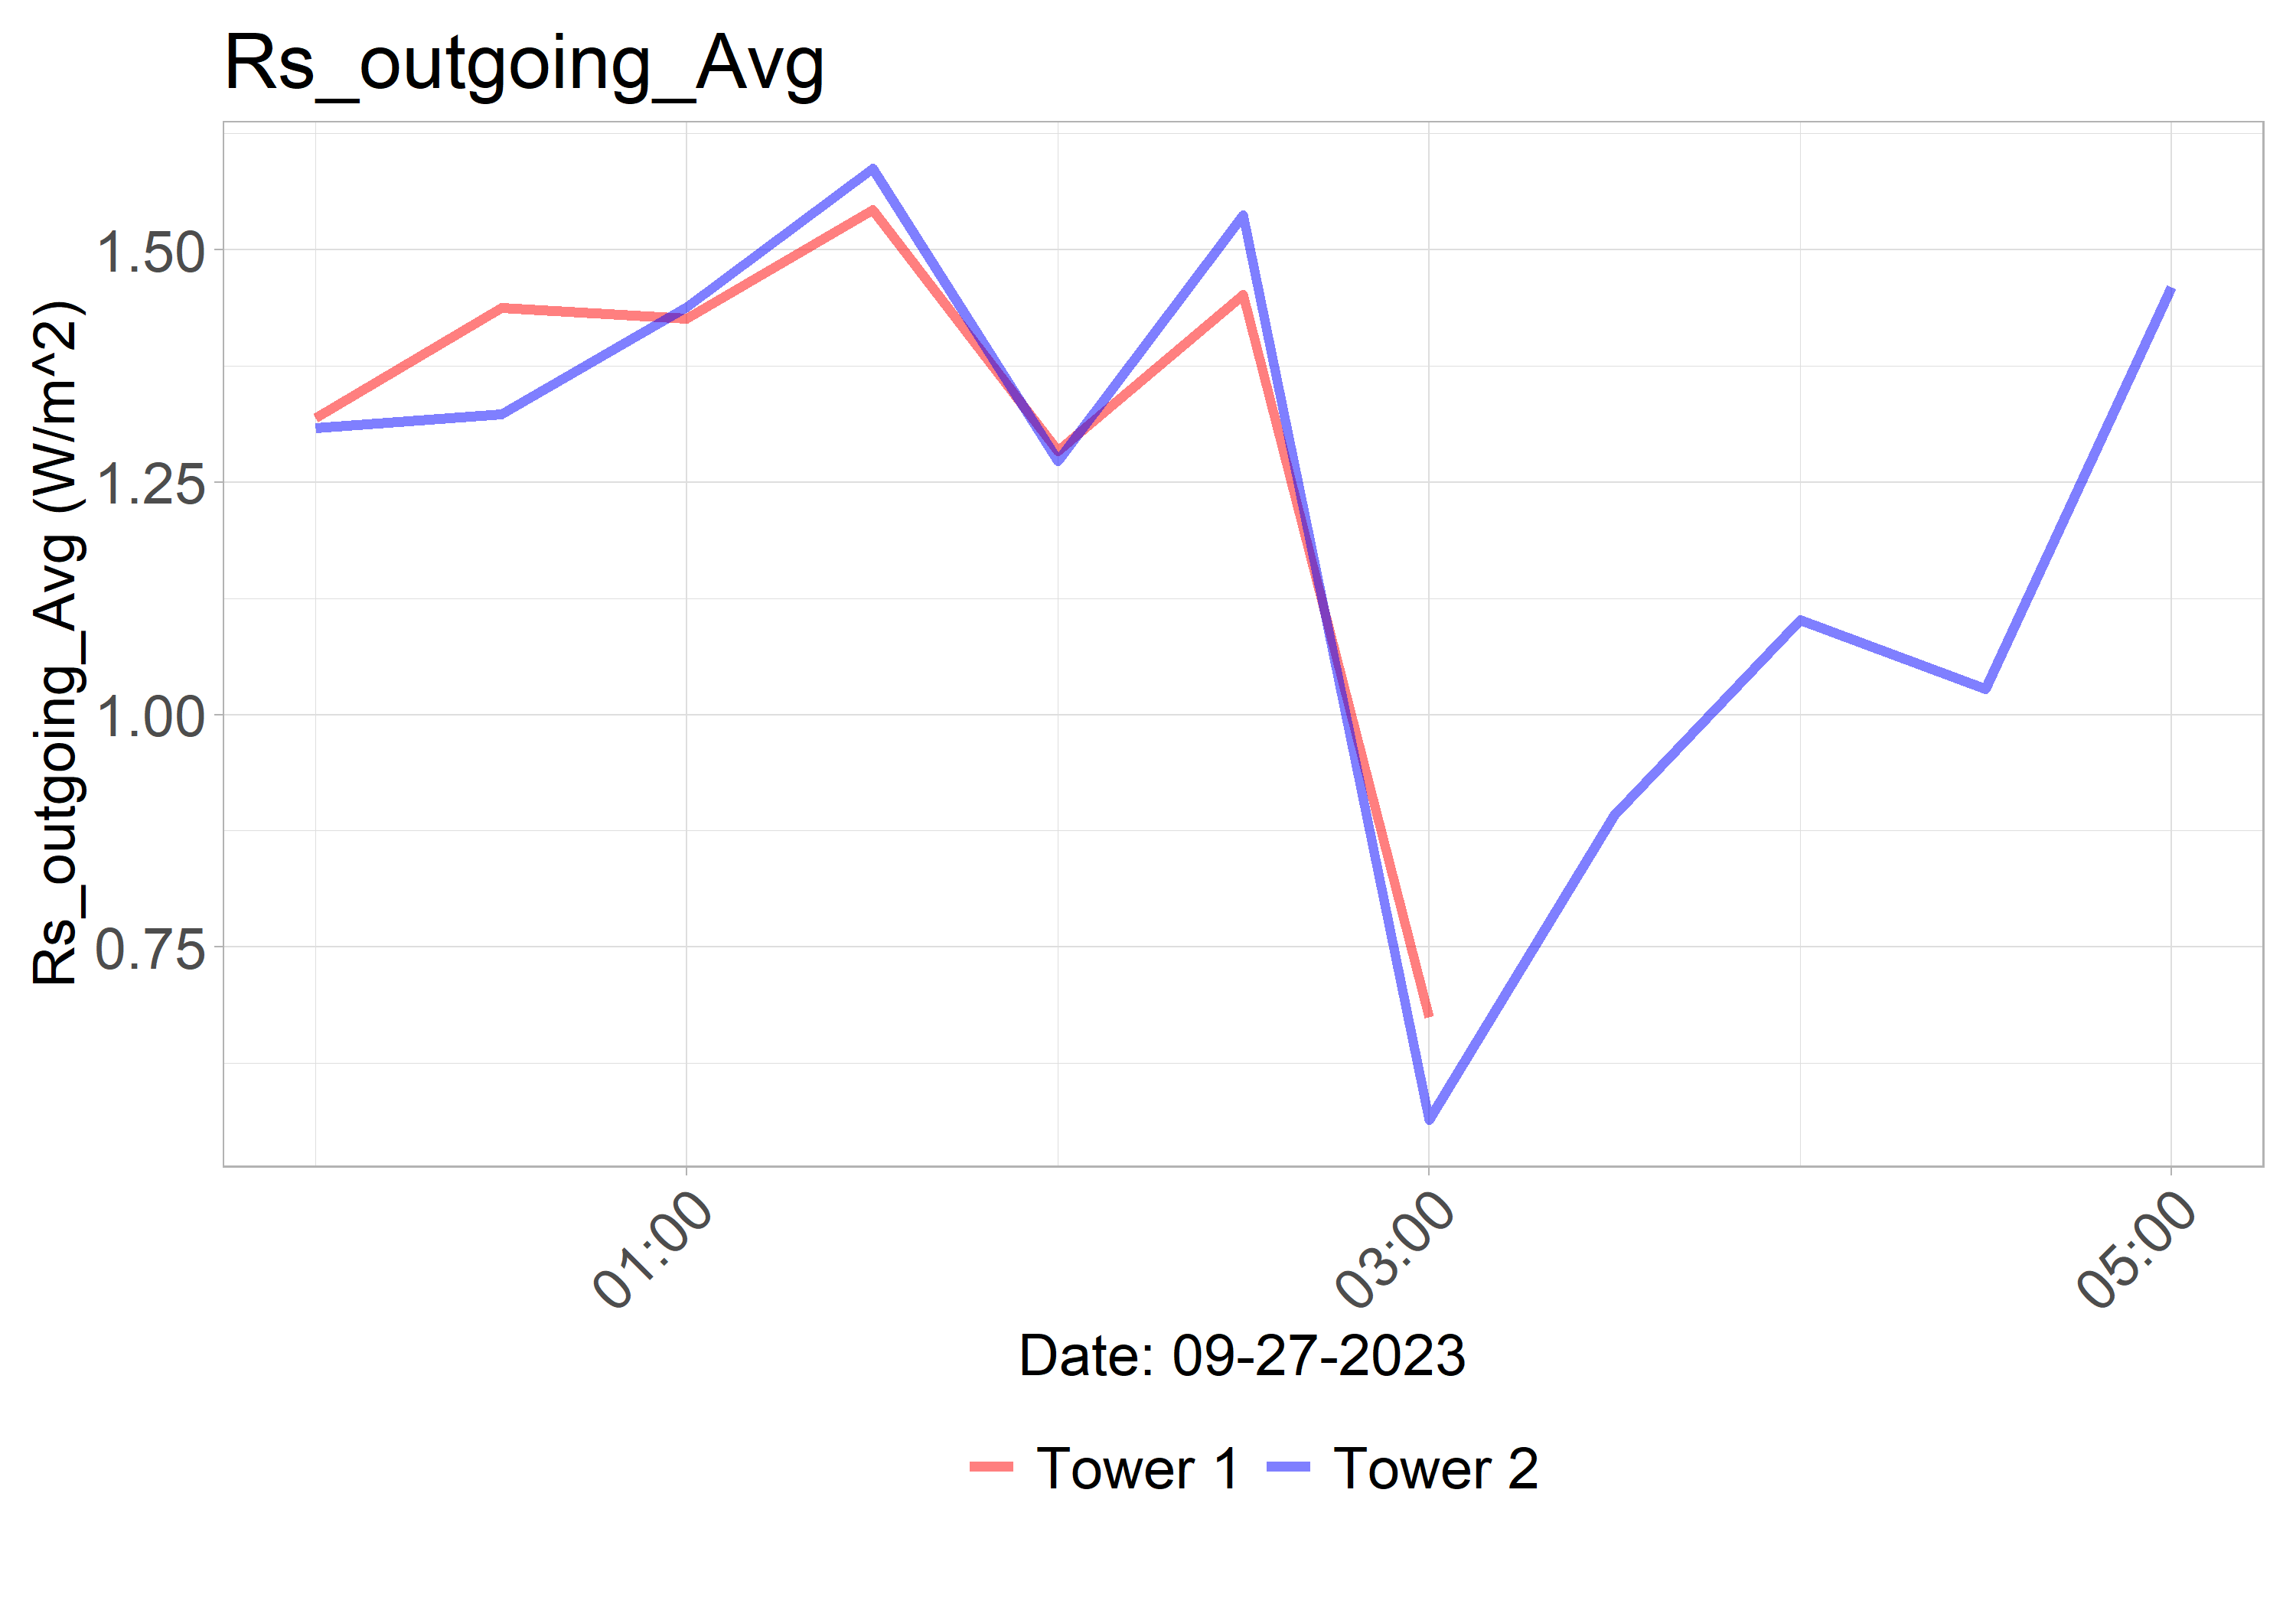 Rs_outgoing_Avg
Rs_outgoing_Avg (W/m^2)
1.50
1.25
1.00
0.75
01:00
03:00
05:00
Date: 09-27-2023
Tower 1
Tower 2